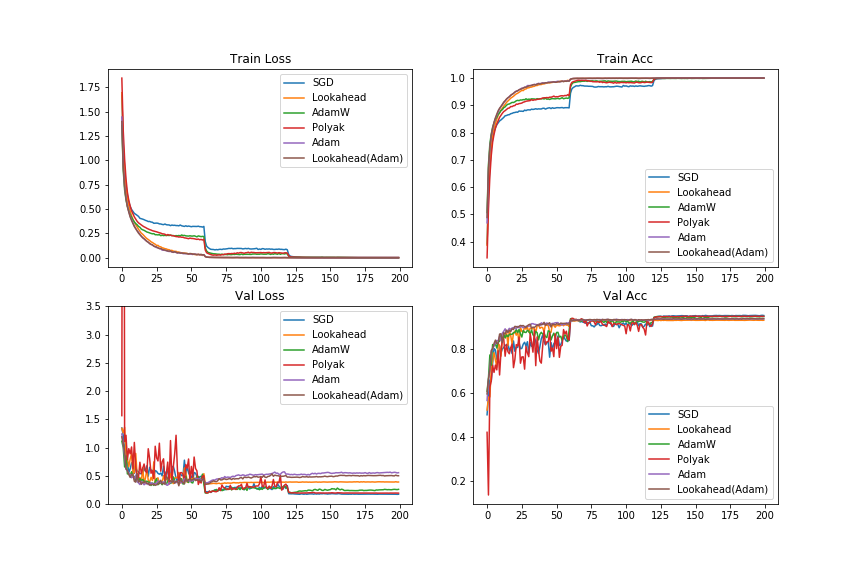 Train Loss
1.75
1.50
1.25
1.00
0.75
0.50
0.25
0.00
0 25 50 75 100 125 150 175 200
SGD
Lookahead
AdamW
Polyak
Adam
Lookahead(Adam)
Train Acc
1.0
0.9
0.8
0.7
0.6
0.5
0.4
0 25 50 75 100 125 150 175 200
SGD
Lookahead
AdamW
Polyak
Adam
Lookahead(Adam)
Val Loss
3.5
3.0
2.5
2.0
1.5
1.0
0.5
0.0
0 25 50 75 100 125 150 175 200
SGD
Lookahead
AdamW
Polyak
Adam
Lookahead(Adam)
Val Acc
0.8
0.6
0.4
0.2
0 25 50 75 100 125 150 175 200
SGD
Lookahead
AdamW
Polyak
Adam
Lookahead(Adam)